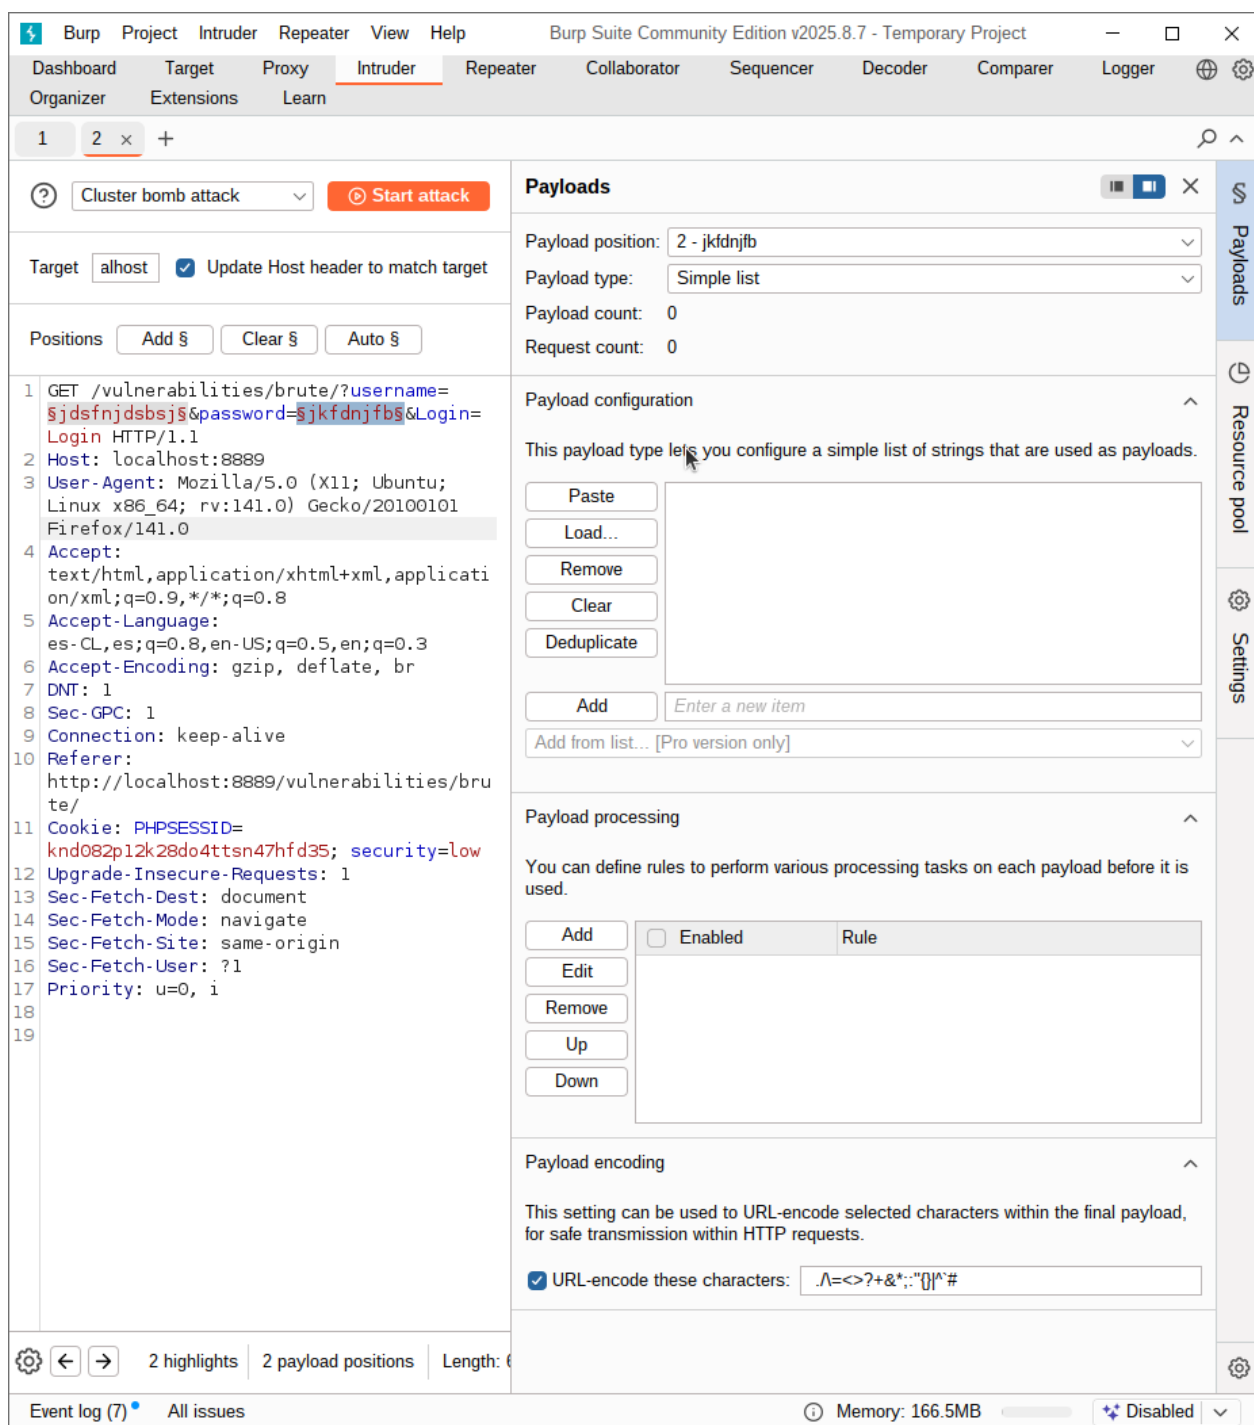 Burp Project Intruder Repeater View Help Burp Suite Community Edition v2025.8.7 - Temporary Project
Dashboard Target Proxy Intruder Repeater Collaborator Sequencer Decoder Comparer Logger
Organizer Extensions Learn
1 2 × +
? Cluster bomb attack Start attack
Target alhost Update Host header to match target
Positions Add § Clear § Auto §
1 GET /vulnerabilities/brute/?username=
§jdsfnjdsbsj§&password=§jkfdnjfb§&Login=
Login HTTP/1.1
2 Host: localhost:8889
3 User-Agent: Mozilla/5.0 (X11; Ubuntu;
Linux x86_64; rv:141.0) Gecko/20100101
Firefox/141.0
4 Accept:
text/html,application/xhtml+xml,applicati
on/xml;q=0.9,*/*;q=0.8
5 Accept-Language:
es-CL,es;q=0.8,en-US;q=0.5,en;q=0.3
6 Accept-Encoding: gzip, deflate, br
7 DNT: 1
8 Sec-GPC: 1
9 Connection: keep-alive
10 Referer:
http://localhost:8889/vulnerabilities/bru
te/
11 Cookie: PHPSESSID=
knd082p12k28do4ttsn47hfd35; security=low
12 Upgrade-Insecure-Requests: 1
13 Sec-Fetch-Dest: document
14 Sec-Fetch-Mode: navigate
15 Sec-Fetch-Site: same-origin
16 Sec-Fetch-User: ?1
17 Priority: u=0, i
18
19
2 highlights 2 payload positions Length: 6
Payloads
Payload position: 2 - jkfdnjfb
Payload type: Simple list
Payload count: 0
Request count: 0
Payload configuration
This payload type lets you configure a simple list of strings that are used as payloads.
Paste
Load...
Remove
Clear
Deduplicate
Add Enter a new item
Add from list... [Pro version only]
Payload processing
You can define rules to perform various processing tasks on each payload before it is
used.
Add Enabled Rule
Edit
Remove
Up
Down
Payload encoding
This setting can be used to URL-encode selected characters within the final payload,
for safe transmission within HTTP requests.
URL-encode these characters: ./\=<>?+&*;:"{}|^`#
§ Payloads
Resource pool
Settings
Event log (7) All issues Memory: 166.5MB Disabled